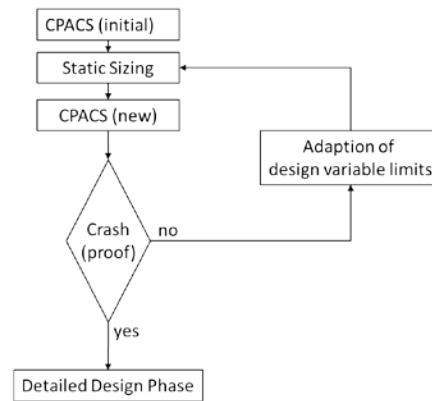 CPACS (initial)
Static Sizing
CPACS (new)
Adaption of
design variable limits
Crash
(proof)
no
yes
Detailed Design Phase